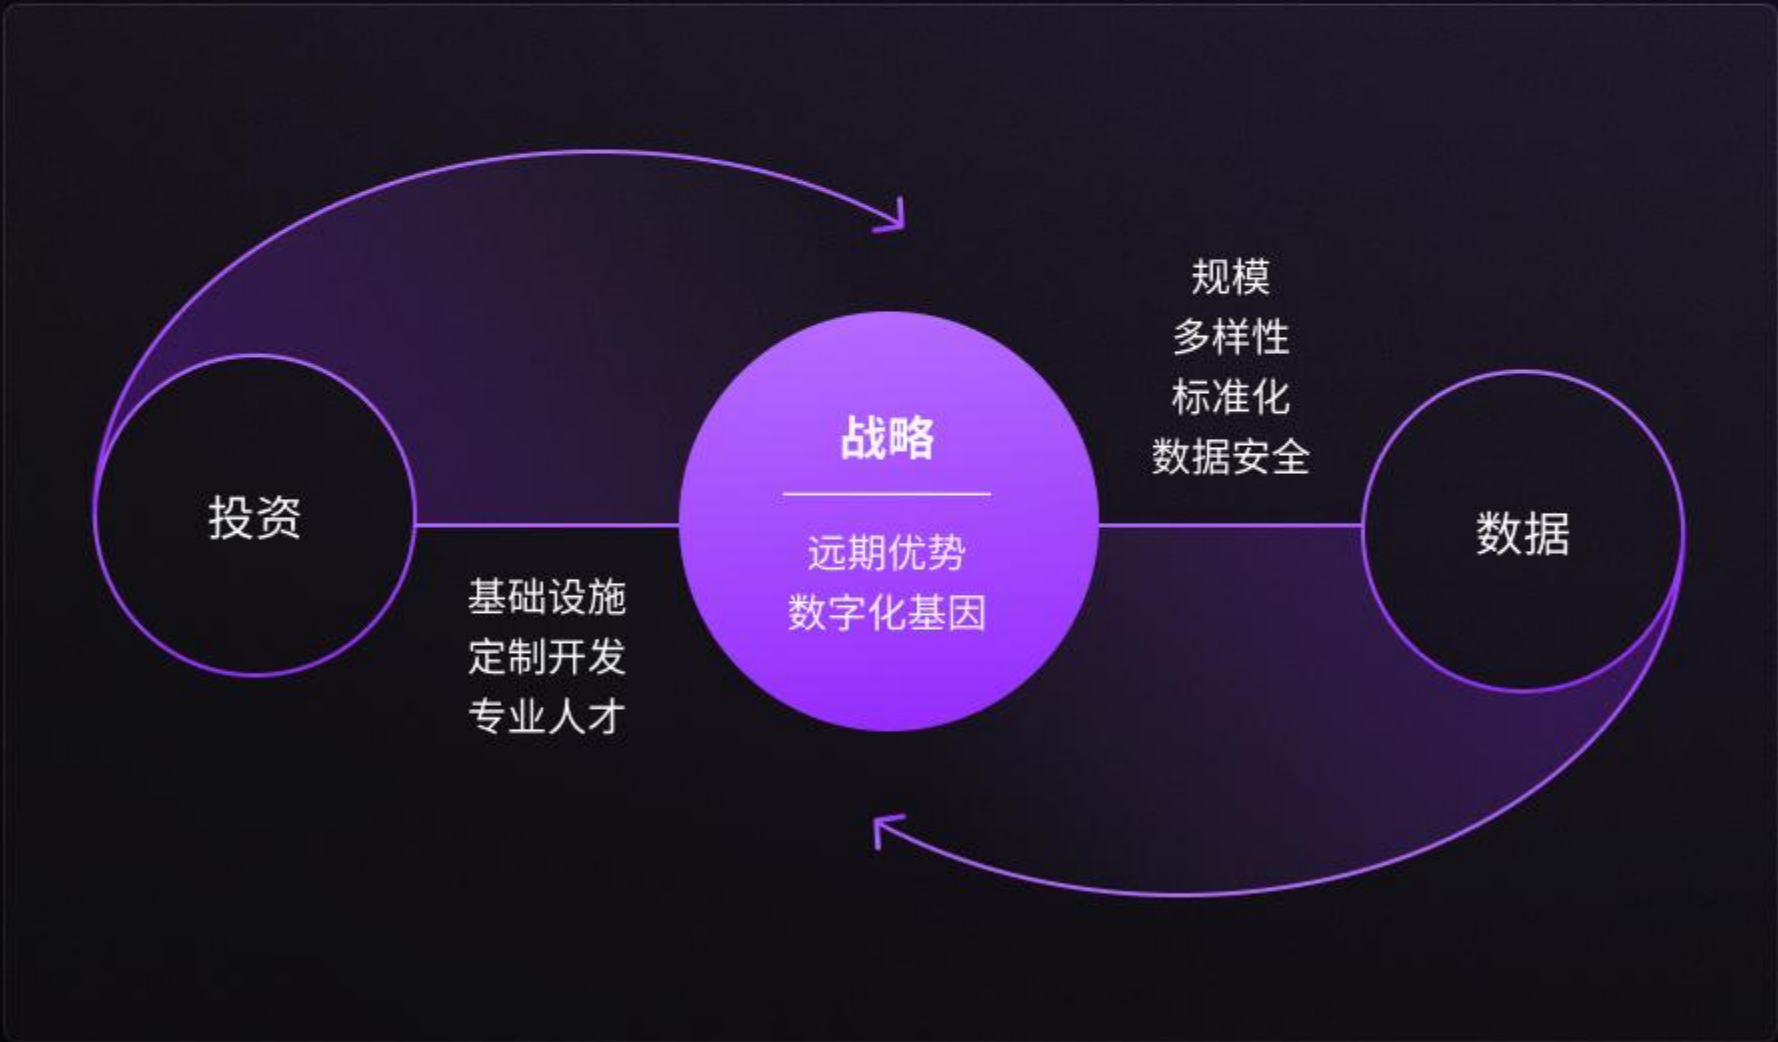 投资
基础设施
定制开发
专业人才
战略
远期优势
数字化基因
规模
多样性
标准化
数据安全
数据